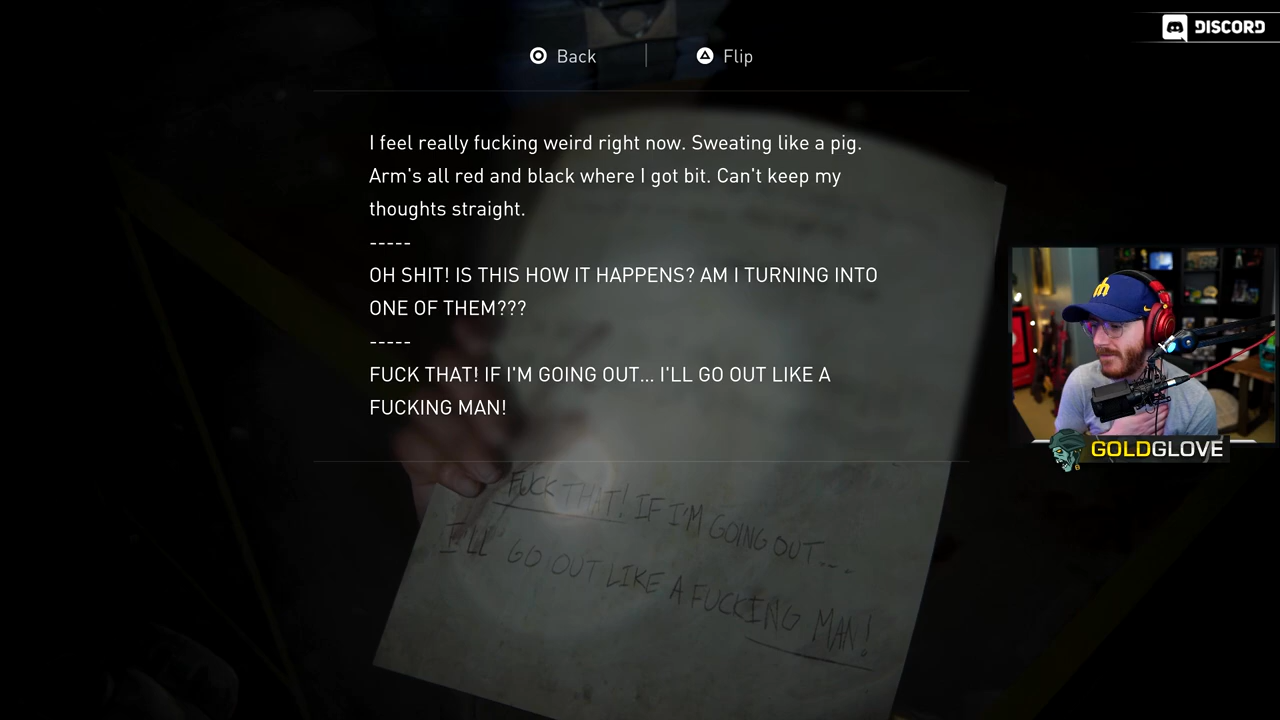 DISCORD
Back | Flip
I feel really fucking weird right now. Sweating like a pig.
Arm's all red and black where I got bit. Can't keep my
thoughts straight.
-----
OH SHIT! IS THIS HOW IT HAPPENS? AM I TURNING INTO
ONE OF THEM???
-----
FUCK THAT! IF I'M GOING OUT... I'LL GO OUT LIKE A
FUCKING MAN!
GOLDGLOVE
FUCK THAT! IF I'M GOING OUT...
I'LL GO OUT LIKE A FUCKING MAN!